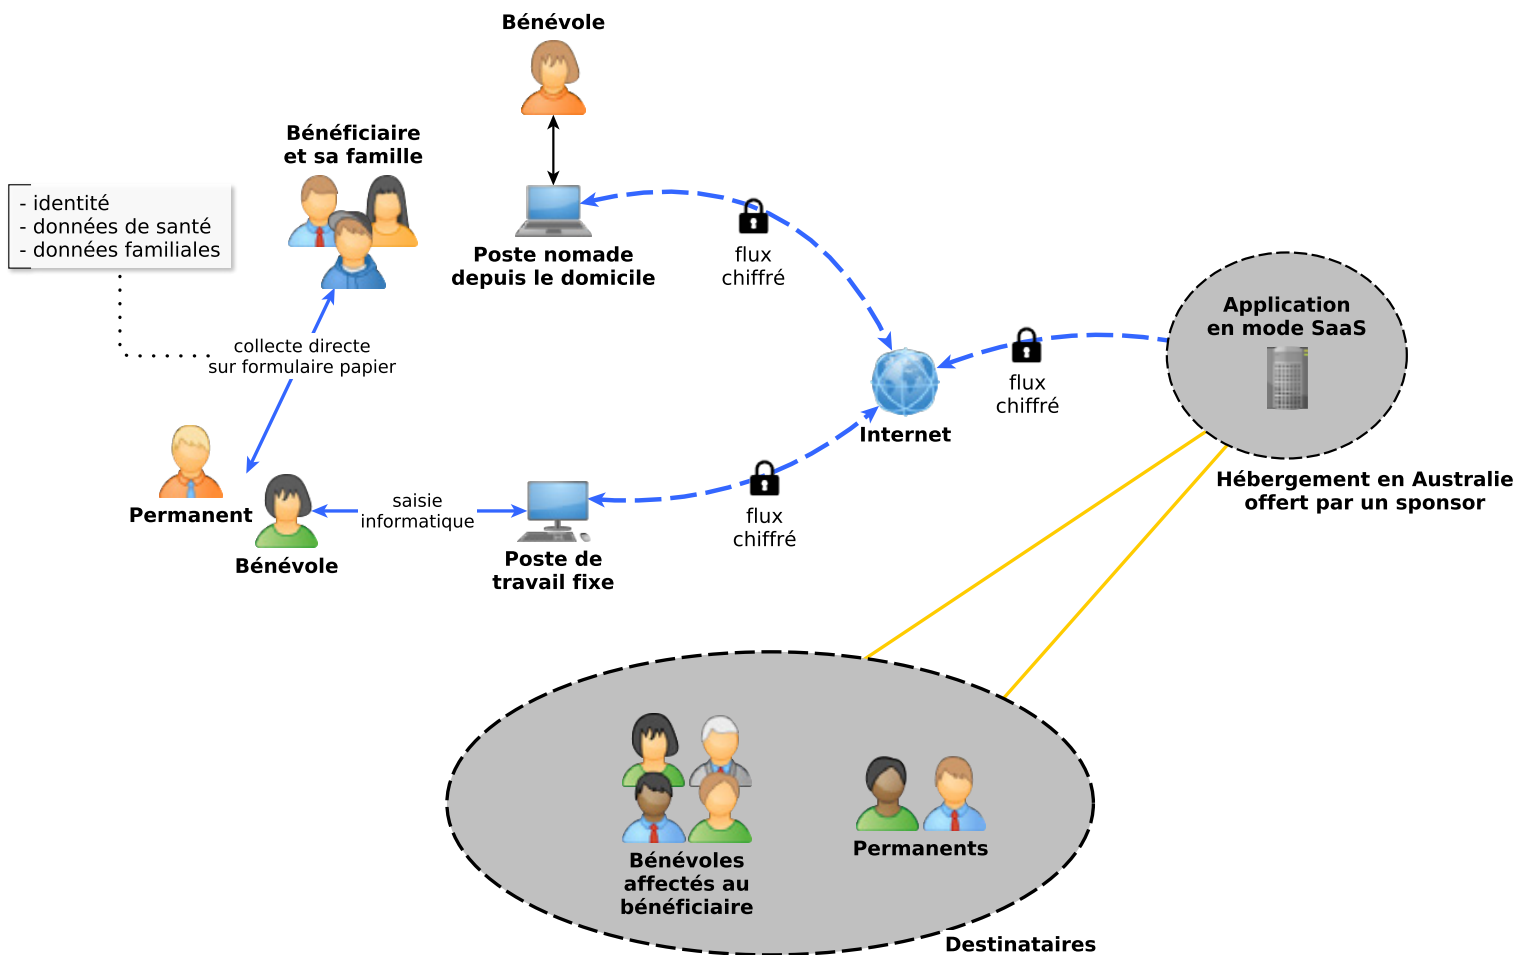 Bénévole
Bénéficiaire
et sa famille
- identité
- données de santé
- données familiales
Poste nomade
depuis le domicile
flux
chiffré
Application
en mode SaaS
collecte directe
sur formulaire papier
flux
chiffré
Internet
Hébergement en Australie
offert par un sponsor
Permanent
saisie
informatique
flux
chiffré
Bénévole
Poste de
travail fixe
Bénévoles
affectés au
bénéficiaire
Permanents
Destinataires